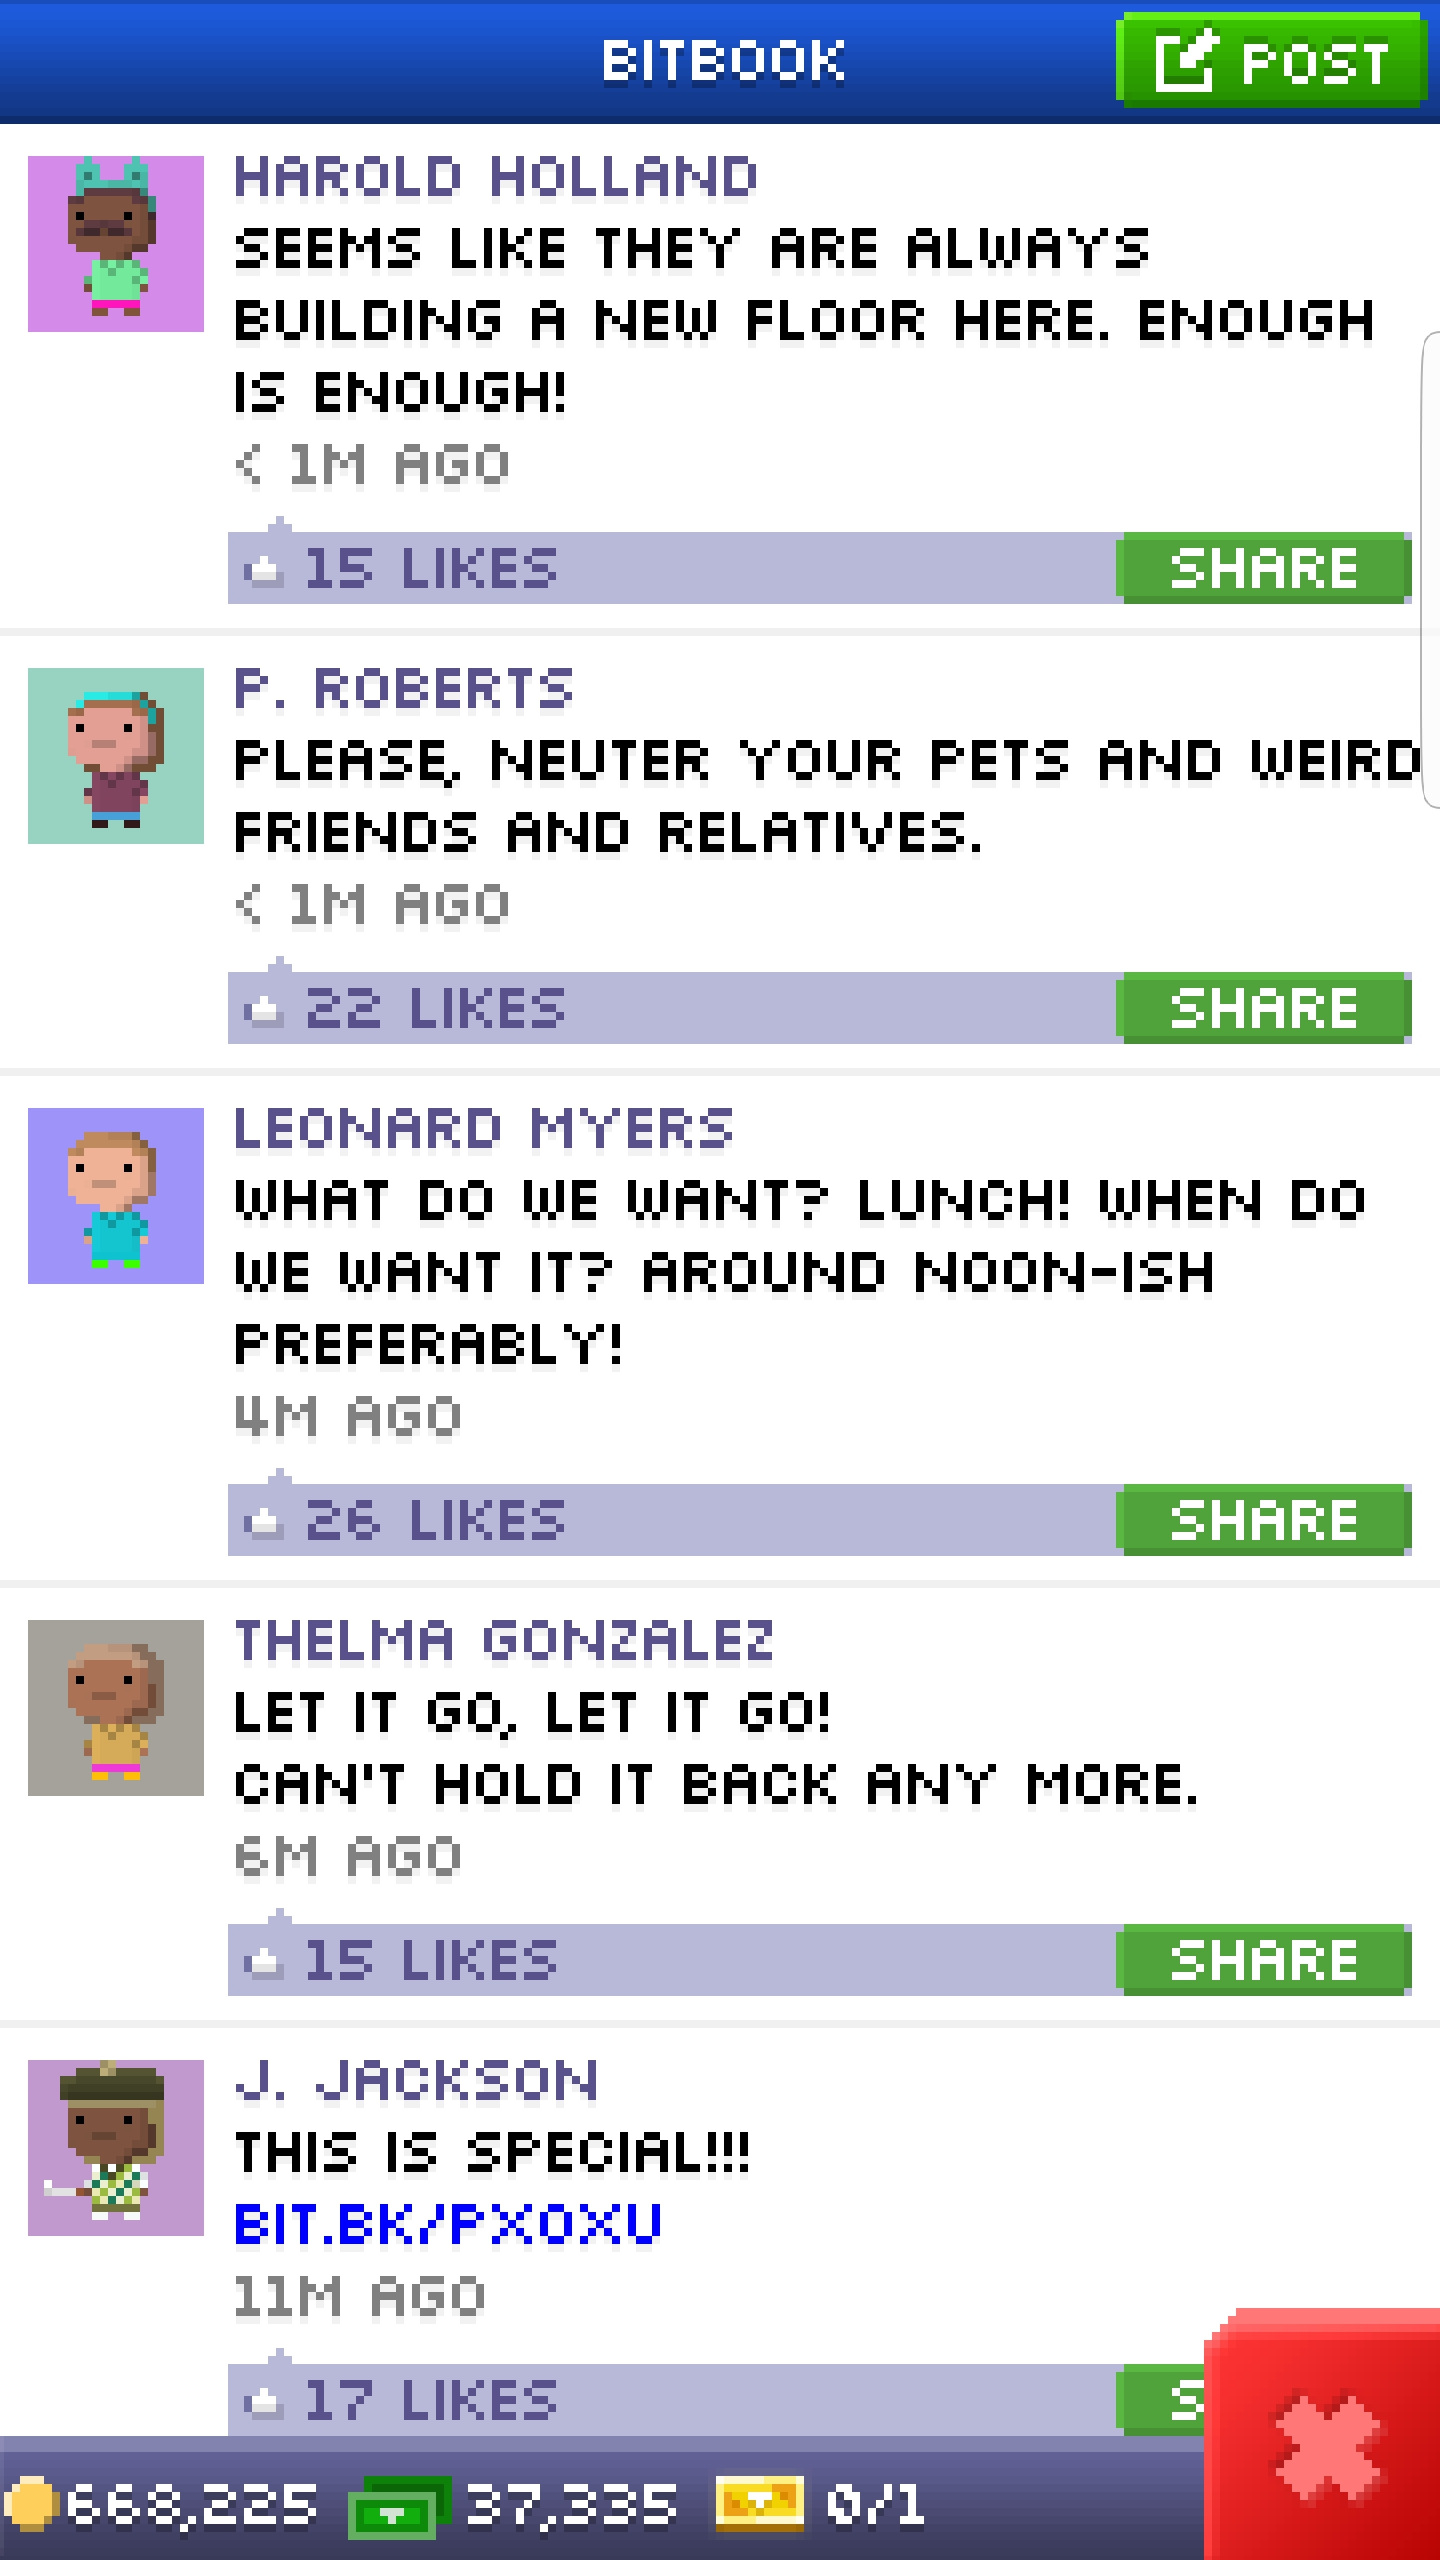 BITBOOK
POST
HAROLD HOLLAND
SEEMS LIKE THEY ARE ALWAYS
BUILDING A NEW FLOOR HERE. ENOUGH
IS ENOUGH!
< 1M AGO
15 LIKES
SHARE
P. ROBERTS
PLEASE, NEUTER YOUR PETS AND WEIRD
FRIENDS AND RELATIVES.
< 1M AGO
22 LIKES
SHARE
LEONARD MYERS
WHAT DO WE WANT? LUNCH! WHEN DO
WE WANT IT? AROUND NOON-ISH
PREFERABLY!
4M AGO
26 LIKES
SHARE
THELMA GONZALEZ
LET IT GO, LET IT GO!
CAN'T HOLD IT BACK ANY MORE.
6M AGO
15 LIKES
SHARE
J. JACKSON
THIS IS SPECIAL!!!
BIT.BK/PXOXU
11M AGO
17 LIKES
S
668,225
37,335
0/1